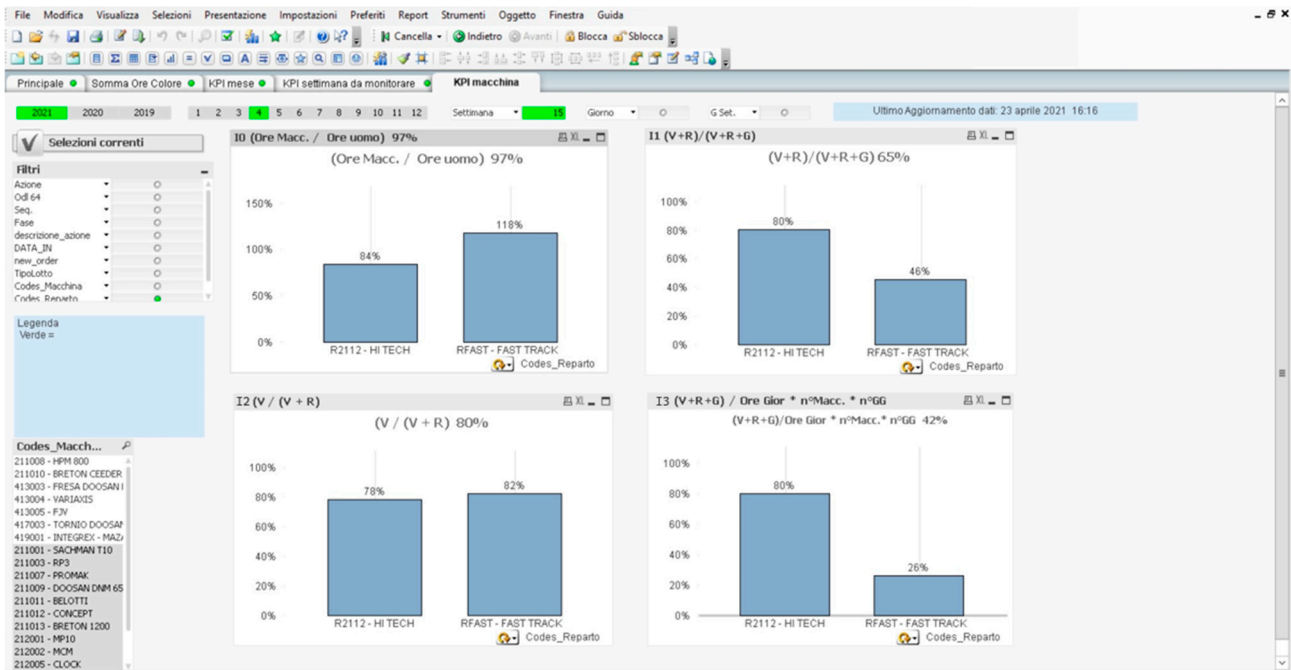 File Modifica Visualizza Selezioni Presentazione Impostazioni Preferiti Report Strumenti Oggetto Finestra Guida
Cancella Indietro Avanti Blocca Sblocca
Principale Somma Ore Colore KPI mese KPI settimana da monitorare KPI macchina
2021 2020 2019 1 2 3 4 5 6 7 8 9 10 11 12 Settimana 15 Giorno G Set. Ultimo Aggiornamento dati: 23 aprile 2021 16:16
Selezioni correnti
Filtri
Azione
Odl 64
Seq.
Fase
descrizione_azione
DATA_IN
new_order
TipoLotto
Codes_Macchina
Codes_Reparto
Legenda
Verde =
Codes_Macch...
211008 - HPM 800
211010 - BRETON CEEDER
413003 - FRESA DOOSAN
413004 - VARIAXIS
413005 - FJV
417003 - TORNIO DOOSAN
419001 - INTEGREX - MAZA
211001 - SACHMAN T10
211003 - RP3
211007 - PROMAK
211009 - DOOSAN DNM 65
211011 - BELOTTI
211012 - CONCEPT
211013 - BRETON 1200
212001 - MP10
212002 - MCM
212005 - CLOCK
I0 (Ore Macc. / Ore uomo) 97% XL
(Ore Macc. / Ore uomo) 97%
150%
100%
50%
0%
84%
118%
R2112 - HI TECH RFAST - FAST TRACK
Codes_Reparto
I1 (V+R)/(V+R+G) XL
(V+R)/(V+R+G) 65%
100%
80%
60%
40%
20%
0%
80%
46%
R2112 - HI TECH RFAST - FAST TRACK
Codes_Reparto
I2 (V / (V + R) XL
(V / (V + R) 80%
100%
80%
60%
40%
20%
0%
78%
82%
R2112 - HI TECH RFAST - FAST TRACK
Codes_Reparto
I3 (V+R+G) / Ore Gior * n°Macc. * n°GG XL
(V+R+G)/Ore Gior * n°Macc.* n°GG 42%
100%
80%
60%
40%
20%
0%
80%
26%
R2112 - HI TECH RFAST - FAST TRACK
Codes_Reparto